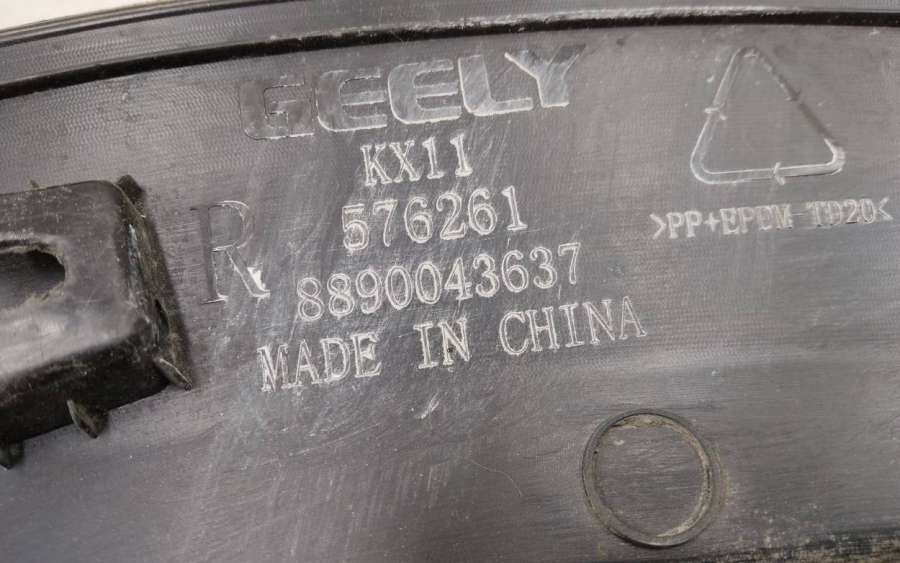 GEELY
KX11
576261
R
8890043637
MADE IN CHINA
>PP+EPDM-TD20<